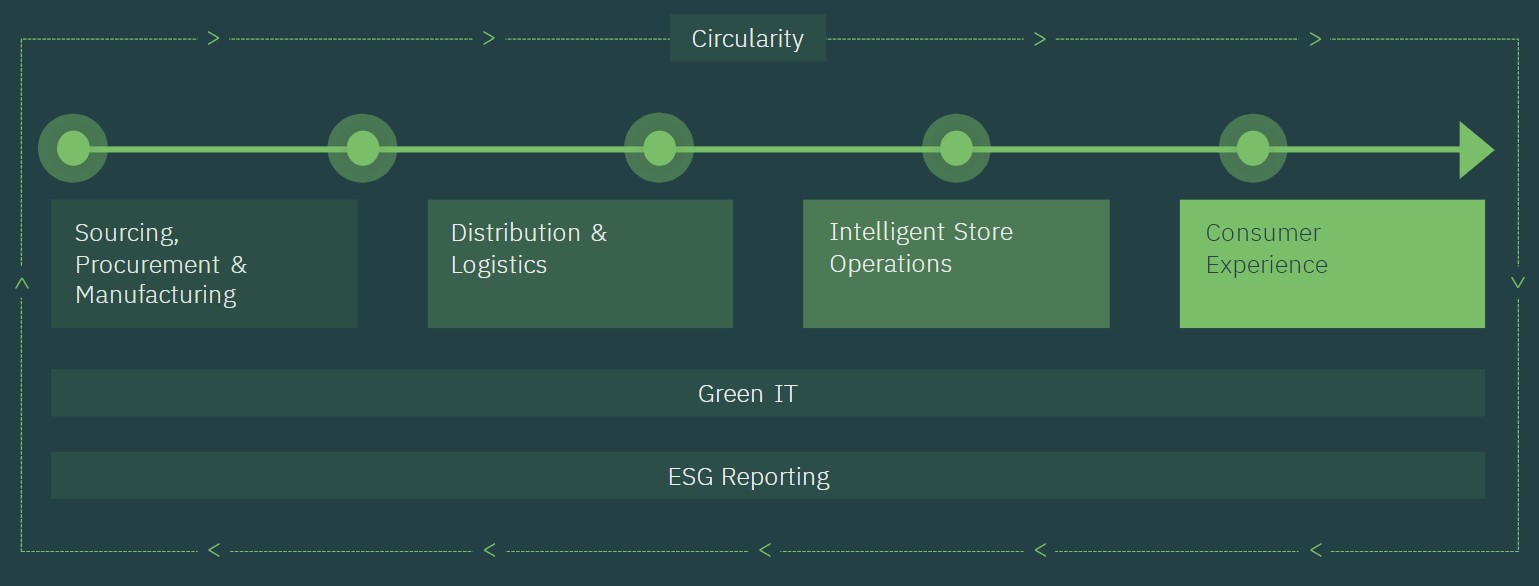 Circularity
Sourcing,
Procurement &
Manufacturing
Distribution &
Logistics
Intelligent Store
Operations
Consumer
Experience
Green IT
ESG Reporting